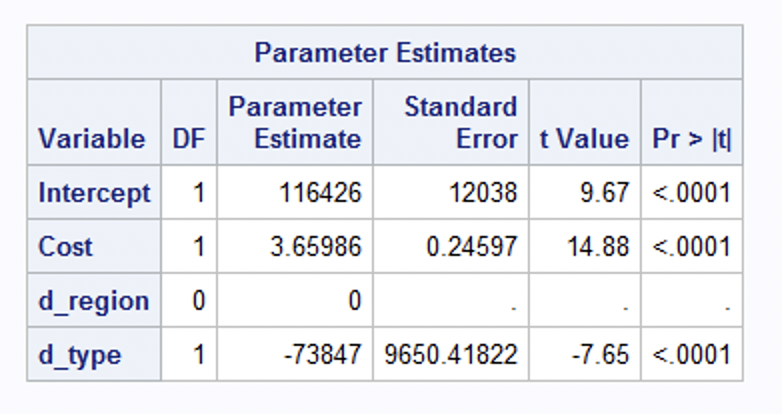 Parameter Estimates
Variable DF Parameter Estimate Standard Error t Value Pr > |t|
Intercept 1 116426 12038 9.67 <.0001
Cost 1 3.65986 0.24597 14.88 <.0001
d_region 0 0 . . .
d_type 1 -73847 9650.41822 -7.65 <.0001